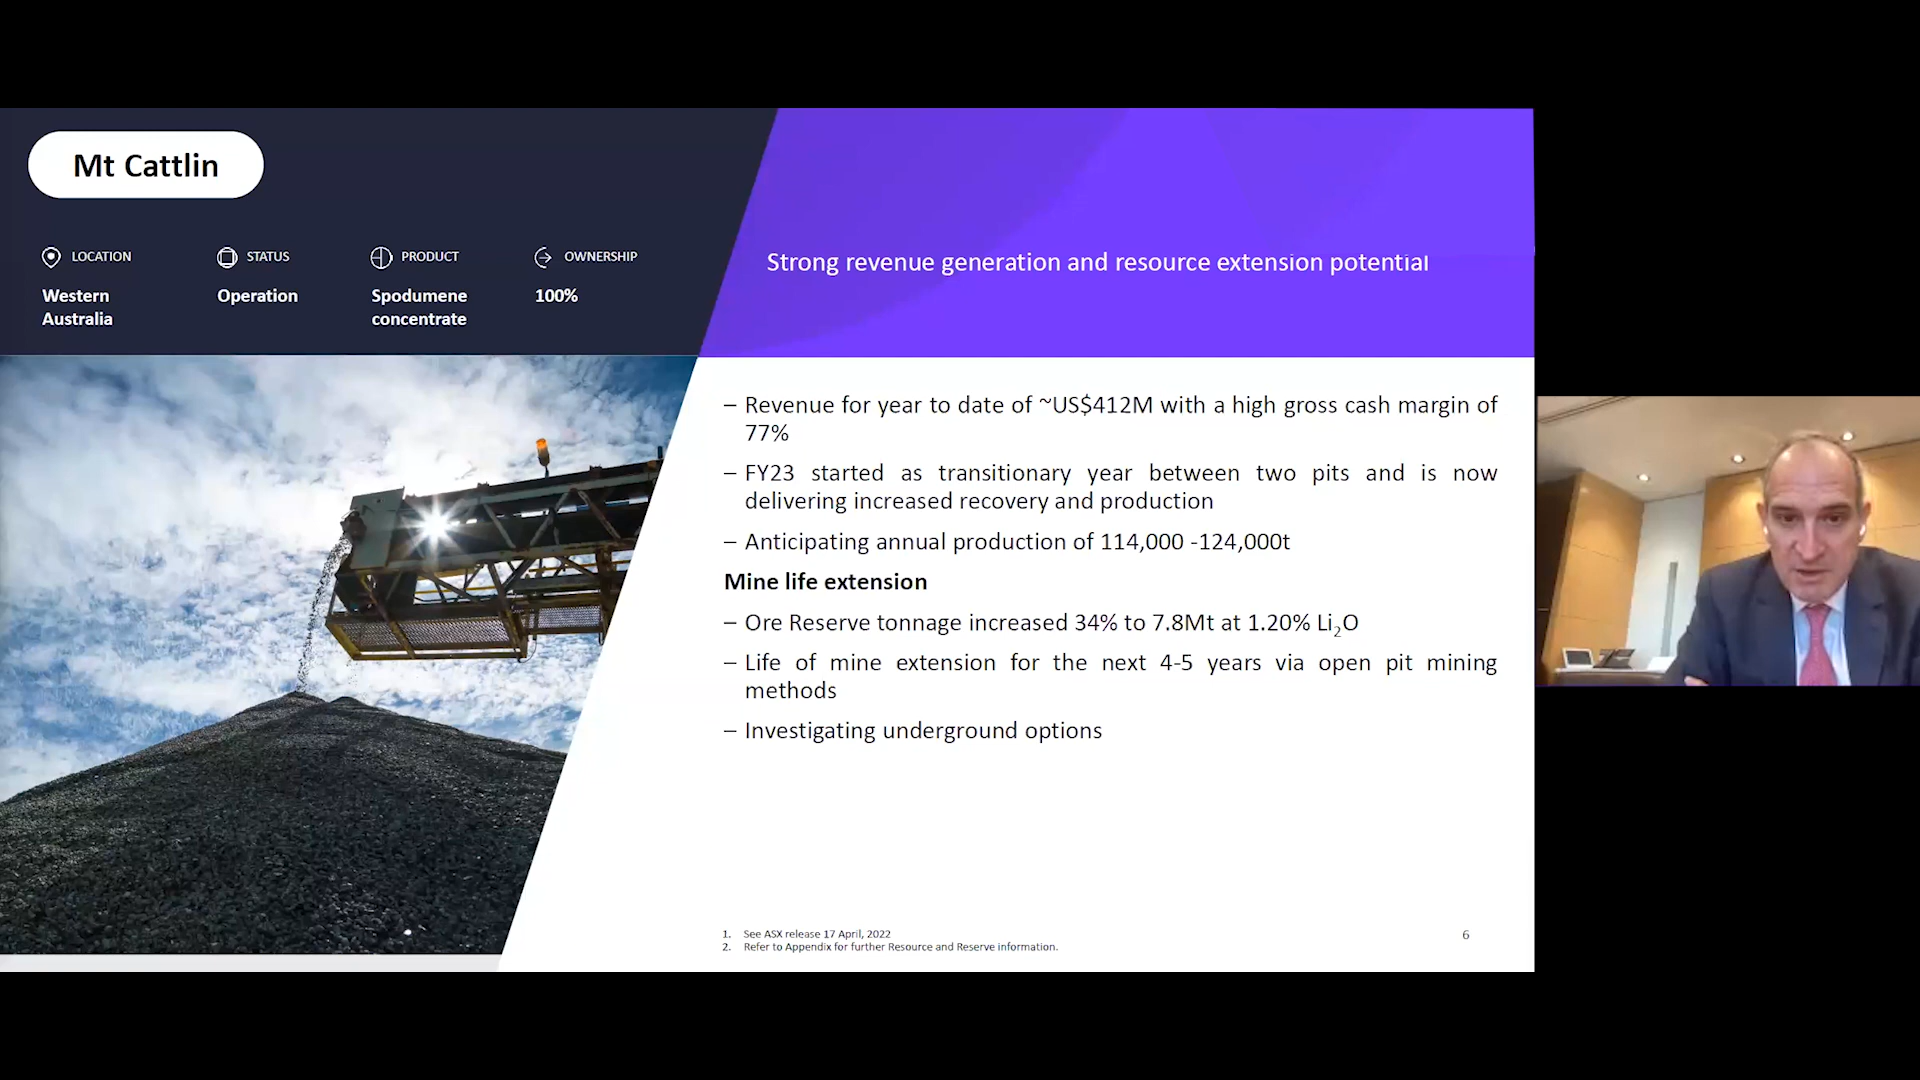 Mt Cattlin
LOCATION
Western
Australia
STATUS
Operation
PRODUCT
Spodumene
concentrate
OWNERSHIP
100%
Strong revenue generation and resource extension potential
– Revenue for year to date of ~US$412M with a high gross cash margin of
77%
– FY23 started as transitionary year between two pits and is now
delivering increased recovery and production
– Anticipating annual production of 114,000 -124,000t
Mine life extension
– Ore Reserve tonnage increased 34% to 7.8Mt at 1.20% Li₂O
– Life of mine extension for the next 4-5 years via open pit mining
methods
– Investigating underground options
1. See ASX release 17 April, 2022
2. Refer to Appendix for further Resource and Reserve information.
6